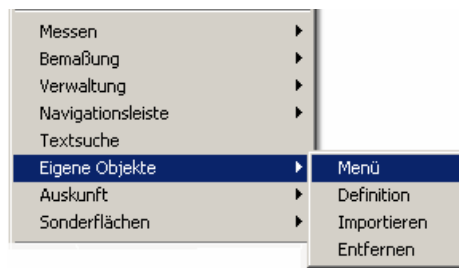 Messen
Bemaßung
Verwaltung
Navigationsleiste
Textsuche
Eigene Objekte
Auskunft
Sonderflächen
Menü
Definition
Importieren
Entfernen